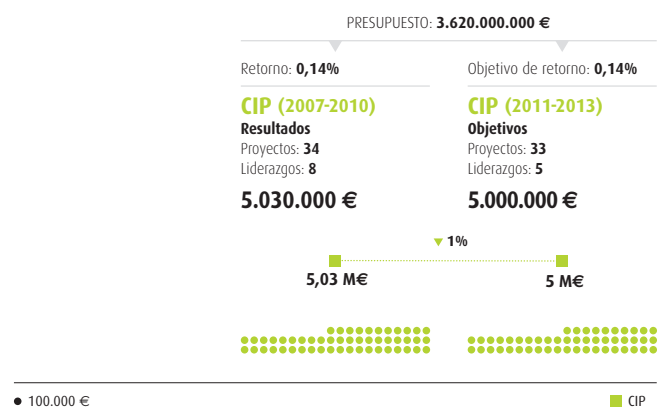 PRESUPUESTO: 3.620.000.000 €
Retorno: 0,14%
Objetivo de retorno: 0,14%
CIP (2007-2010)
Resultados
Proyectos: 34
Liderazgos: 8
5.030.000 €
CIP (2011-2013)
Objetivos
Proyectos: 33
Liderazgos: 5
5.000.000 €
1%
5,03 M€
5 M€
100.000 €
CIP